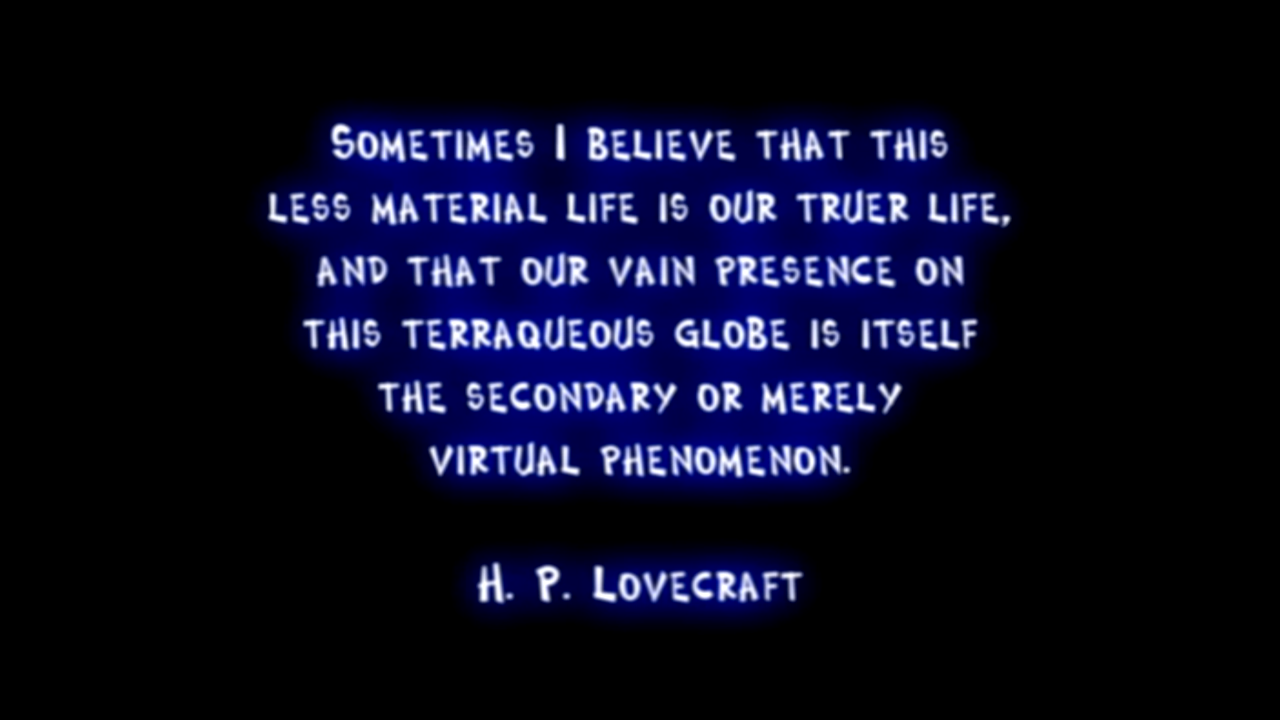 Sometimes I believe that this
less material life is our truer life,
and that our vain presence on
this terraqueous globe is itself
the secondary or merely
virtual phenomenon.
H. P. Lovecraft